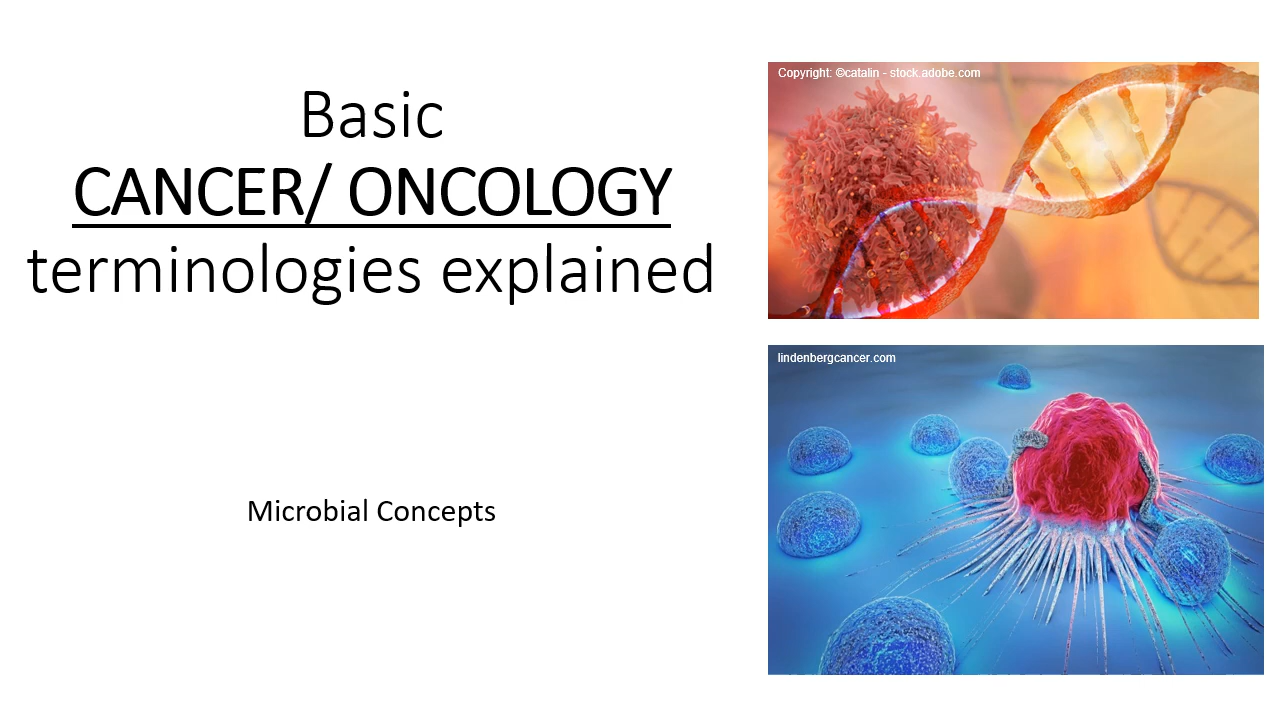 Basic
CANCER/ ONCOLOGY
terminologies explained
Microbial Concepts
Copyright: ©catalin - stock.adobe.com
lindenbergcancer.com